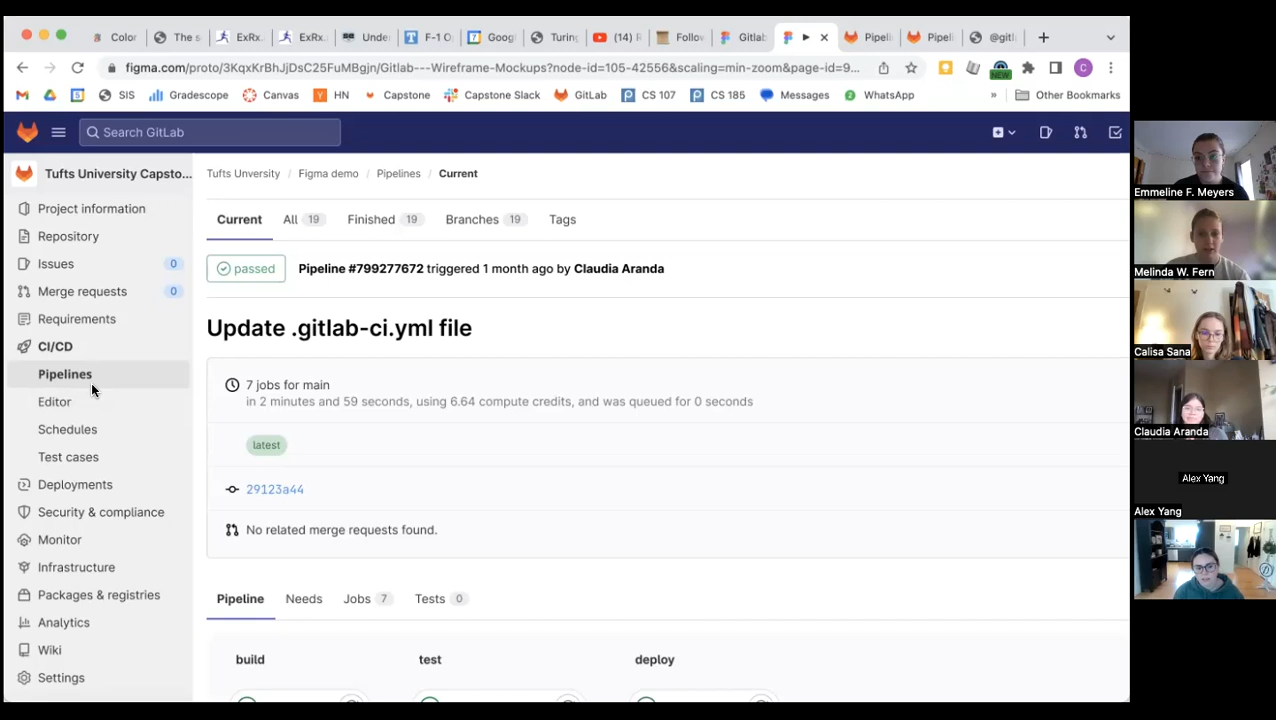 Color
The s
ExRx.
ExRx.
Unde
F-1 O
Goog
Turing
(14) R
Follow
Gitlab
Pipeli
Pipeli
@gitl
figma.com/proto/3KqxKrBhJjDsC25FuMBgjn/Gitlab---Wireframe-Mockups?node-id=105-42556&scaling=min-zoom&page-id=9...
NEW
C
SIS
Gradescope
Canvas
HN
Capstone
Capstone Slack
GitLab
CS 107
CS 185
Messages
WhatsApp
»
Other Bookmarks
Search GitLab
Tufts University Capsto...
Project information
Repository
Issues 0
Merge requests 0
Requirements
CI/CD
Pipelines
Editor
Schedules
Test cases
Deployments
Security & compliance
Monitor
Infrastructure
Packages & registries
Analytics
Wiki
Settings
Tufts Unversity › Figma demo › Pipelines › Current
Current All 19 Finished 19 Branches 19 Tags
passed Pipeline #799277672 triggered 1 month ago by Claudia Aranda
Update .gitlab-ci.yml file
7 jobs for main
in 2 minutes and 59 seconds, using 6.64 compute credits, and was queued for 0 seconds
latest
29123a44
No related merge requests found.
Pipeline Needs Jobs 7 Tests 0
build test deploy
Emmeline F. Meyers
Melinda W. Fern
Calisa Sana
Claudia Aranda
Alex Yang
Alex Yang